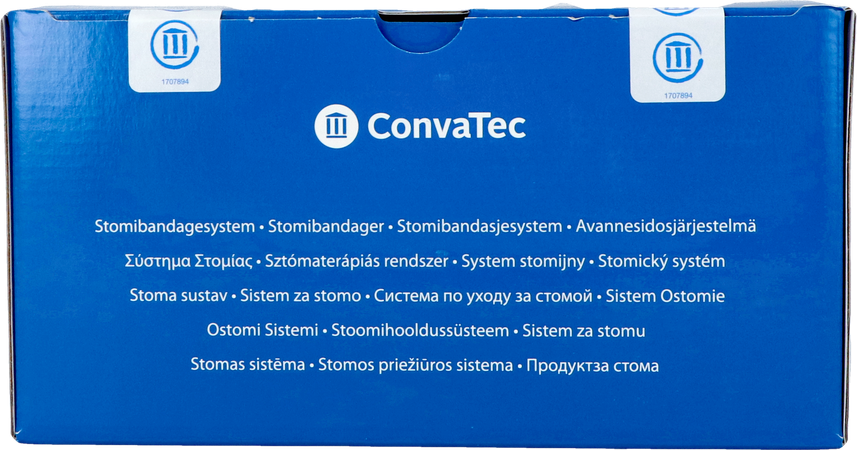 1707894
1707894
ConvaTec
Stomibandagesystem • Stomibandager • Stomibandasjesystem • Avannesidosjärjestelmä
Σύστημα Στομίας • Sztómaterápiás rendszer • System stomijny • Stomický systém
Stoma sustav • Sistem za stomo • Система по уходу за стомой • Sistem Ostomie
Ostomi Sistemi • Stoomihooldussüsteem • Sistem za stomu
Stomas sistēma • Stomos priežiūros sistema • Продуктза стома